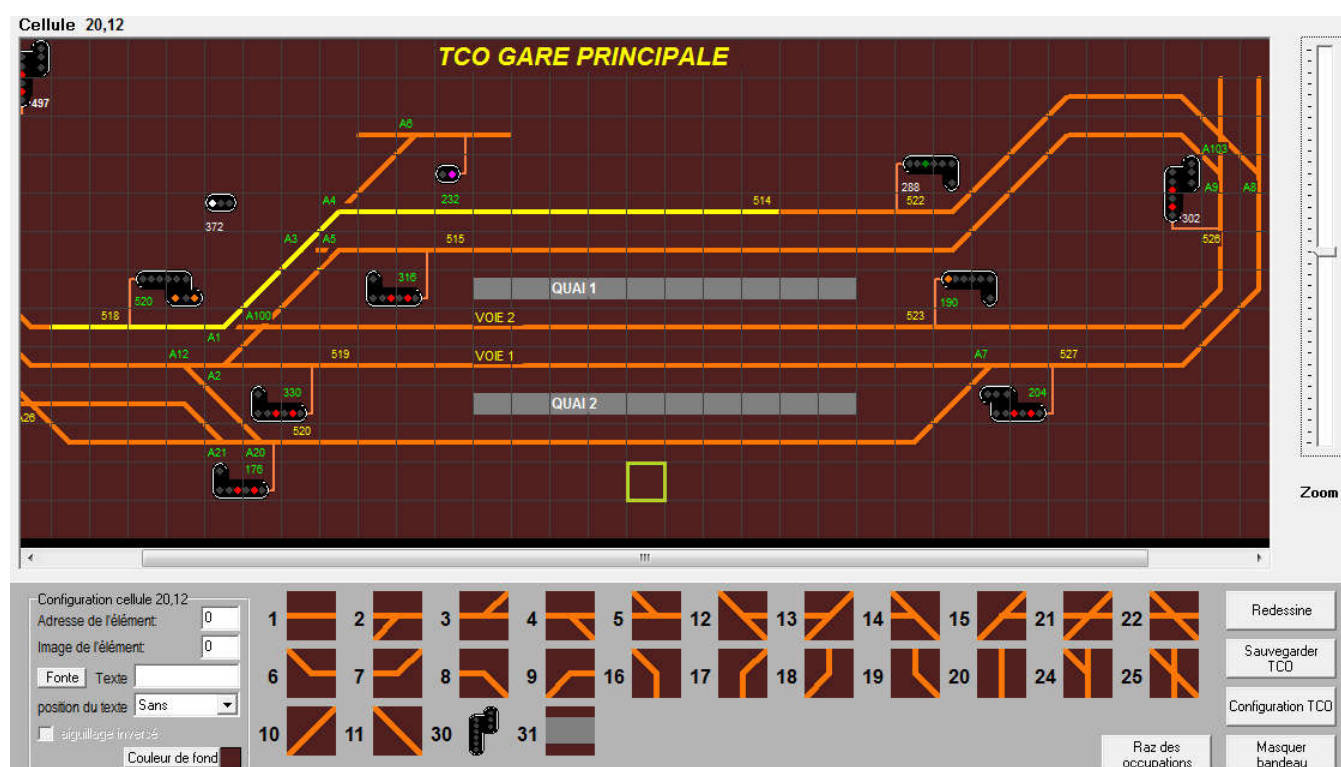 Cellule 20,12
TCO GARE PRINCIPALE
497
A6
A103
288
A9
A8
A4
232
514
522
372
302
A3
A5
515
526
316
QUAI 1
520
190
518
A100
VOIE 2
523
A1
A12
519
VOIE 1
A7
527
A2
330
QUAI 2
204
A26
520
A21
A20
176
Zoom
Configuration cellule 20,12
Adresse de l'élément:
0
Image de l'élément:
0
Fonte
Texte
position du texte
Sans
aiguillage inversé
Couleur de fond
1
2
3
4
5
12
13
14
15
21
22
6
7
8
9
16
17
18
19
20
24
25
10
11
30
31
Redessine
Sauvegarder
TCO
Configuration TCO
Raz des
occupations
Masquer
bandeau